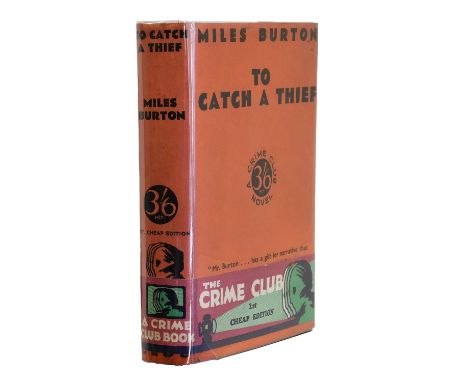 TO CATCH
A THIEF
MILES
BURTON
3/6
NET
1st CHEAP EDITION
A CRIME
CLUB BOOK
MILES BURTON
TO
CATCH A THIEF
A CRIME CLUB
3/6
NOVEL
"Mr. Burton . . . has a gift for narrative
THE
CRIME CLUB
1st
CHEAP EDITION